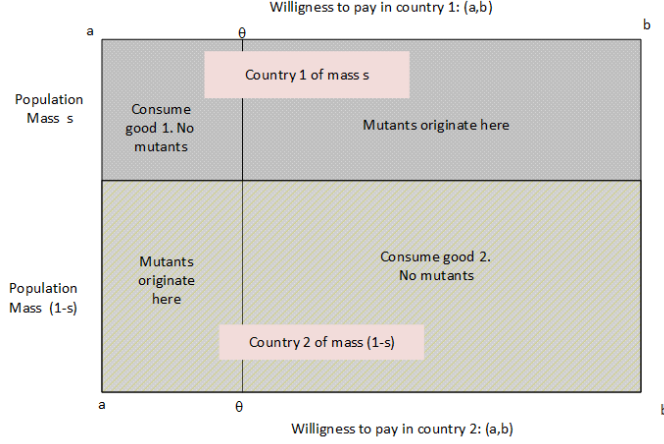 Willigness to pay in country 1: (a,b)
a
θ
b
Country 1 of mass s
Population
Mass s
Consume
good 1. No
mutants
Mutants originate here
Mutants
originate
here
Consume good 2.
No mutants
Population
Mass (1-s)
Country 2 of mass (1-s)
a
θ
b
Willigness to pay in country 2: (a,b)